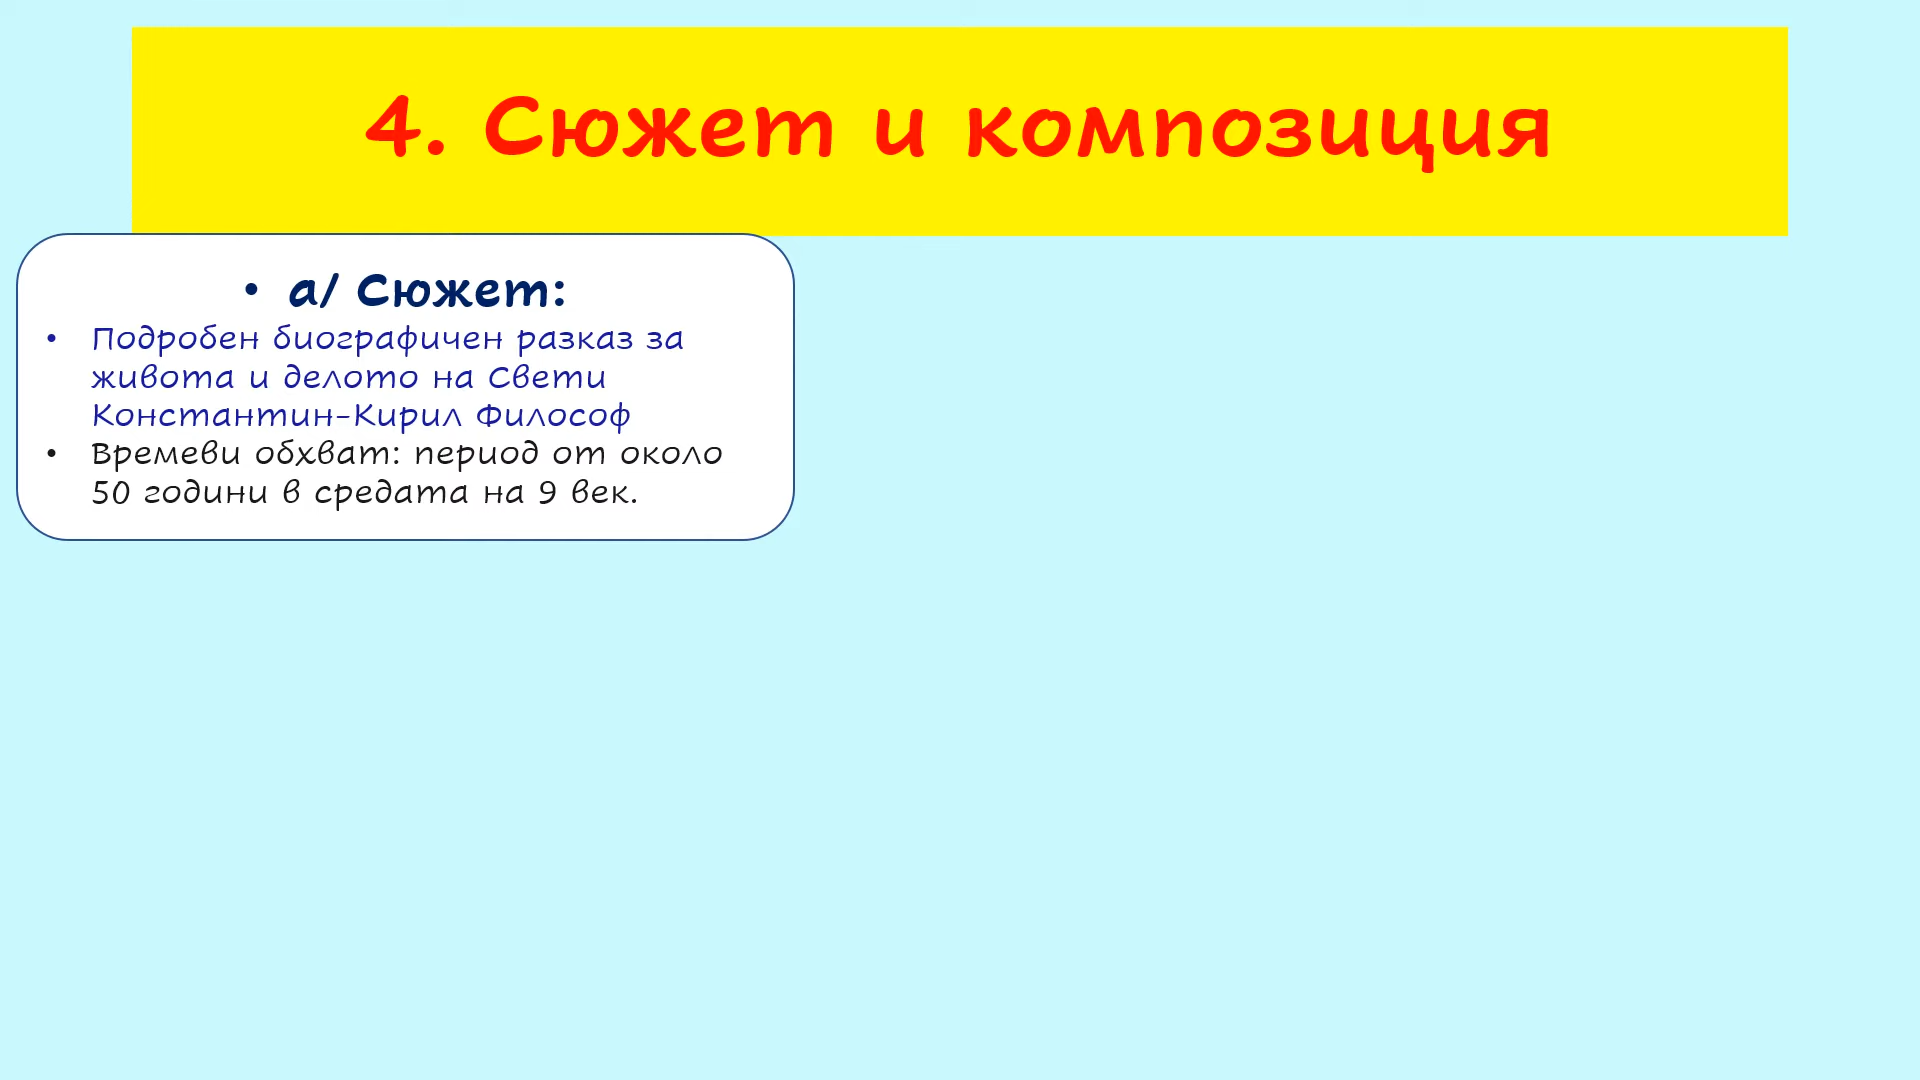 4. Сюжет и композиция
• а/ Сюжет:
• Подробен биографичен разказ за
живота и делото на Свети
Константин-Кирил Философ
• Времеви обхват: период от около
50 години в средата на 9 век.